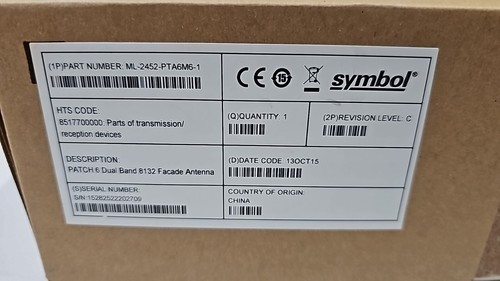 (1P)PART NUMBER: ML-2452-PTA6M6-1
CE 15 symbol®
HTS CODE:
8517700000: Parts of transmission/
reception devices
(Q)QUANTITY: 1
(2P)REVISION LEVEL: C
DESCRIPTION:
PATCH 6 Dual Band 8132 Facade Antenna
(D)DATE CODE: 13OCT15
(S)SERIAL NUMBER:
S/N:15282522202709
COUNTRY OF ORIGIN
CHINA